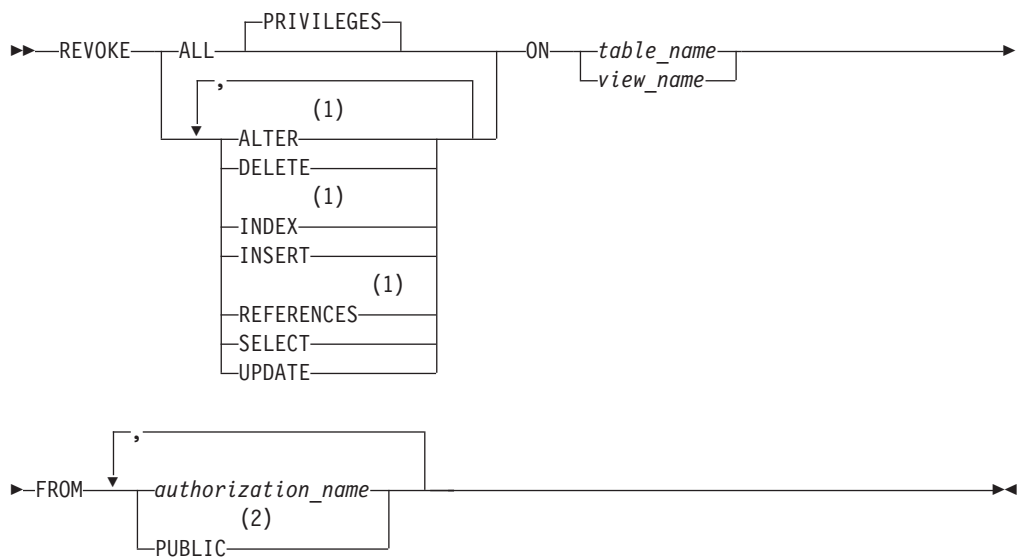 PRIVILEGES
REVOKE ALL ON table_name
view_name
,
(1)
ALTER
DELETE
(1)
INDEX
INSERT
(1)
REFERENCES
SELECT
UPDATE
,
FROM authorization_name
(2)
PUBLIC